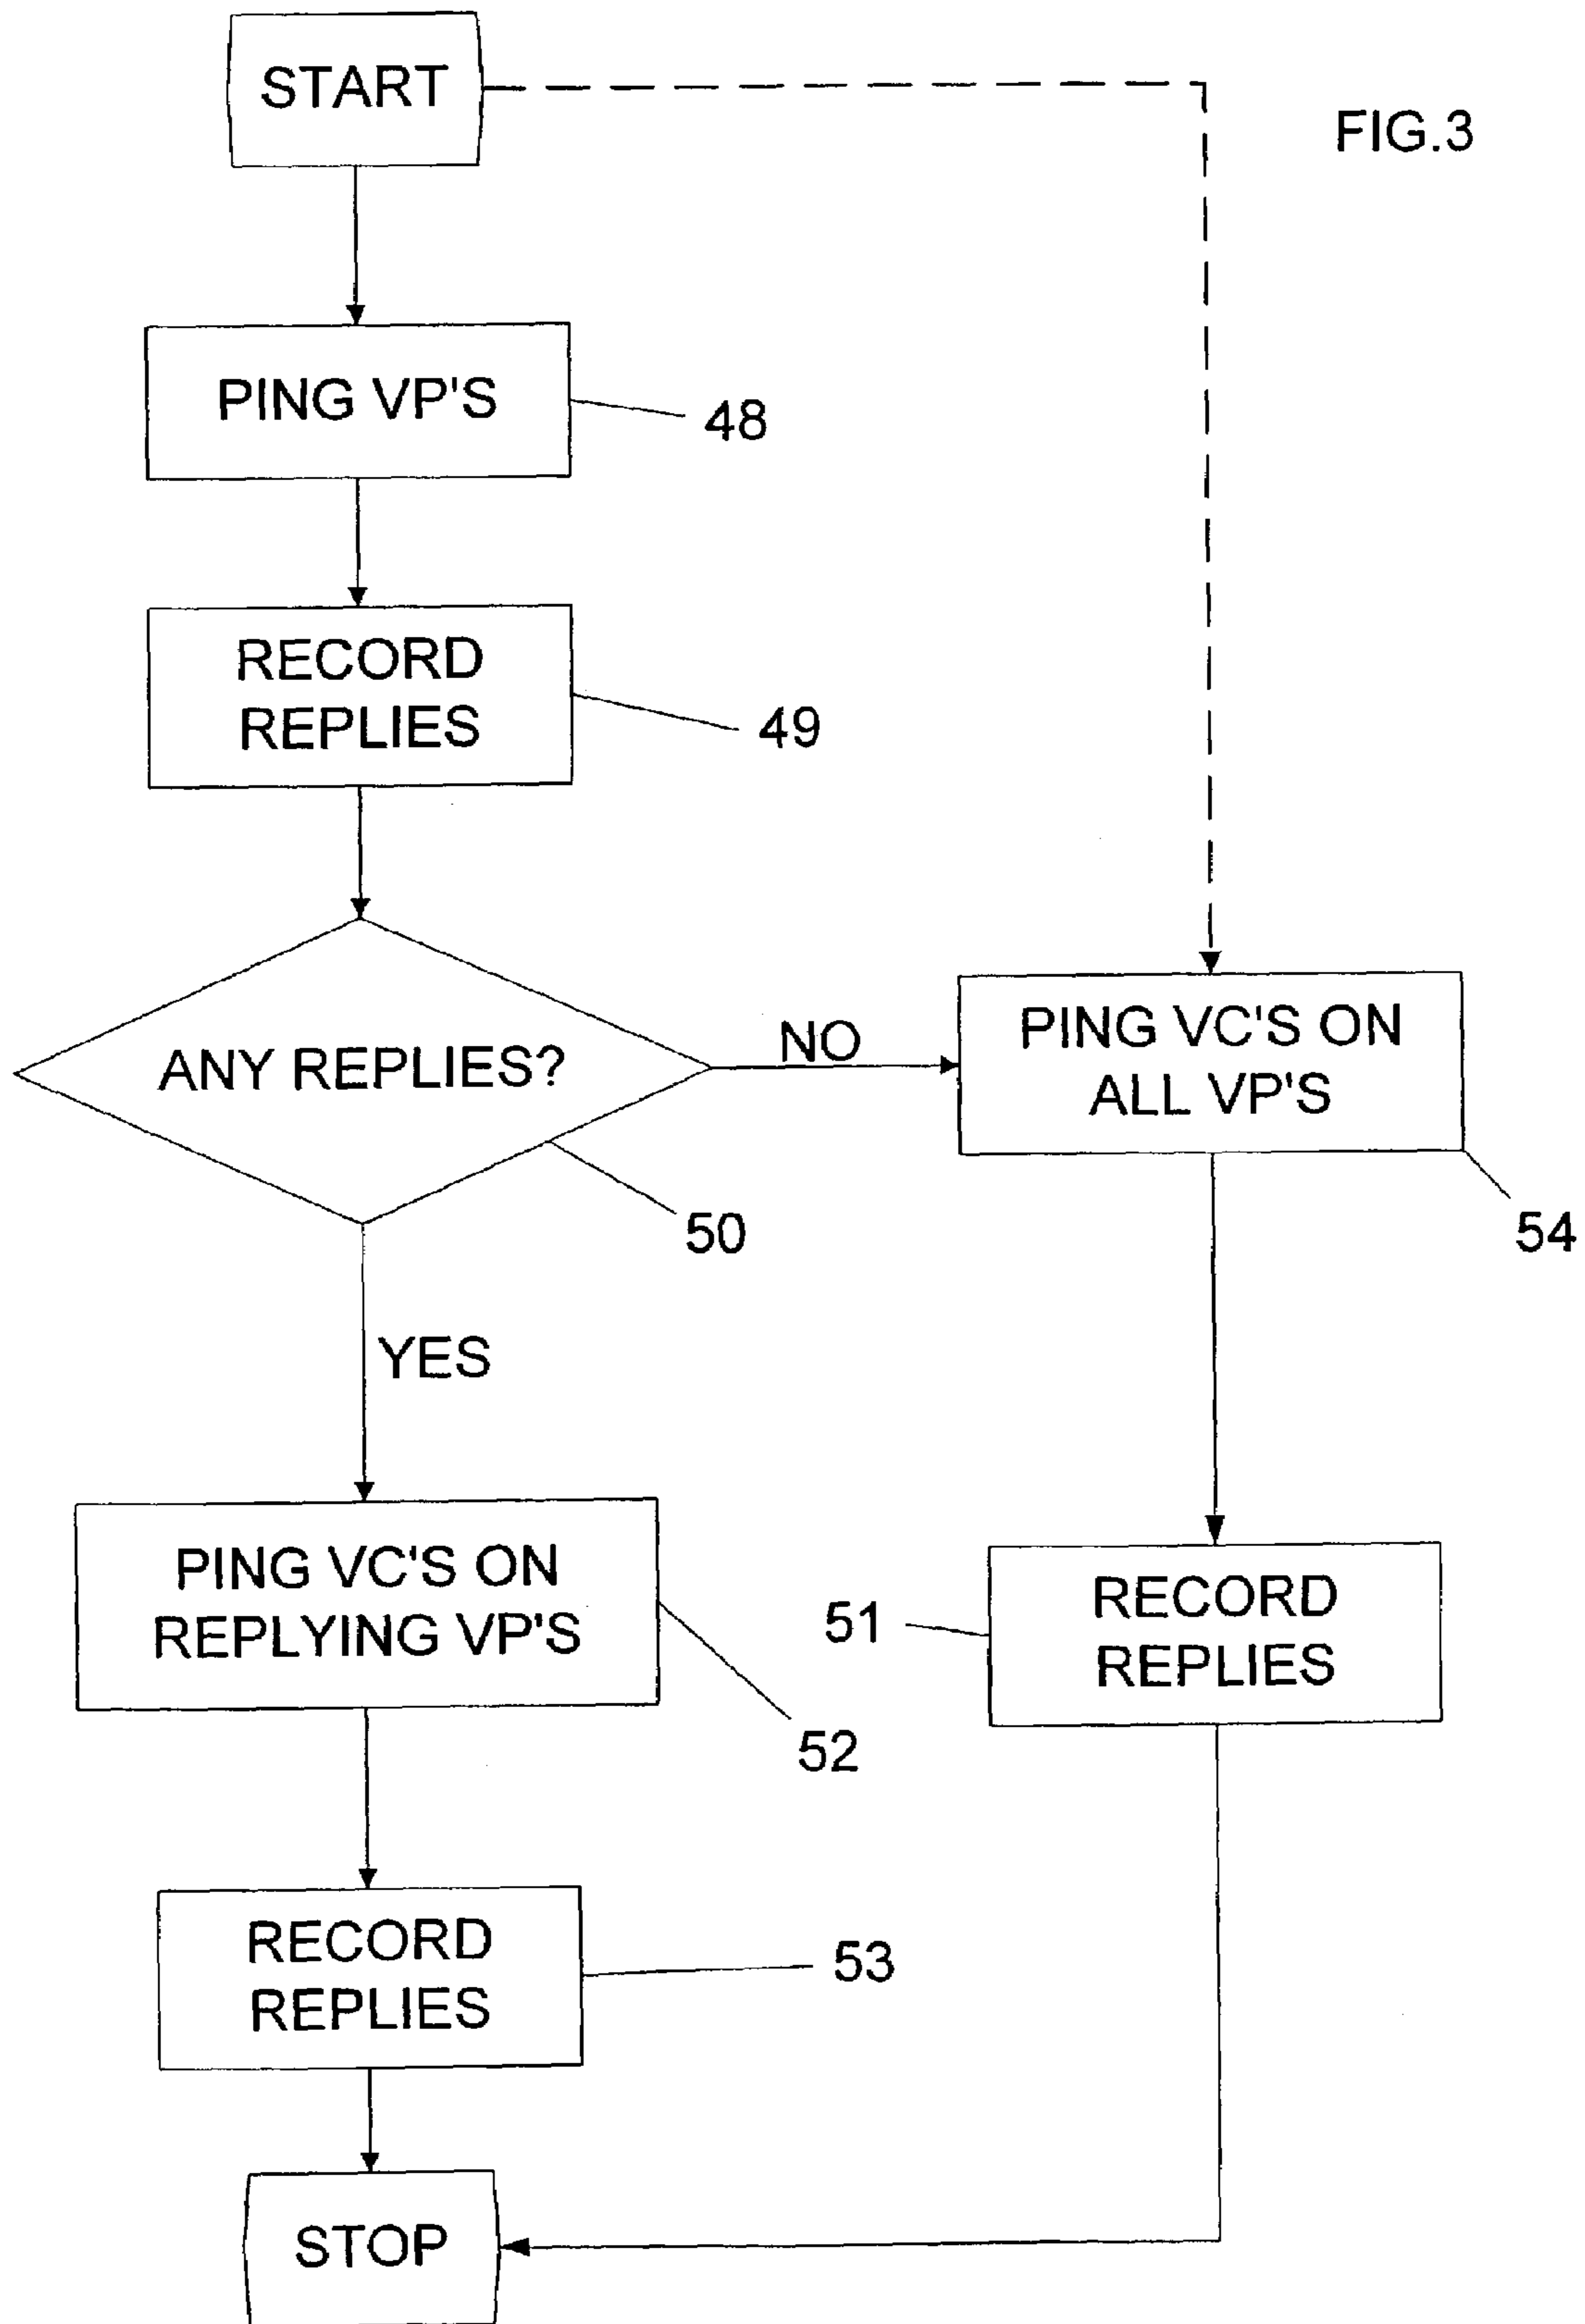 START
FIG.3
PING VP'S
48
RECORD
REPLIES
49
ANY REPLIES?
50
NO
PING VC'S ON
ALL VP'S
54
YES
PING VC'S ON
REPLYING VP'S
52
51
RECORD
REPLIES
RECORD
REPLIES
53
STOP